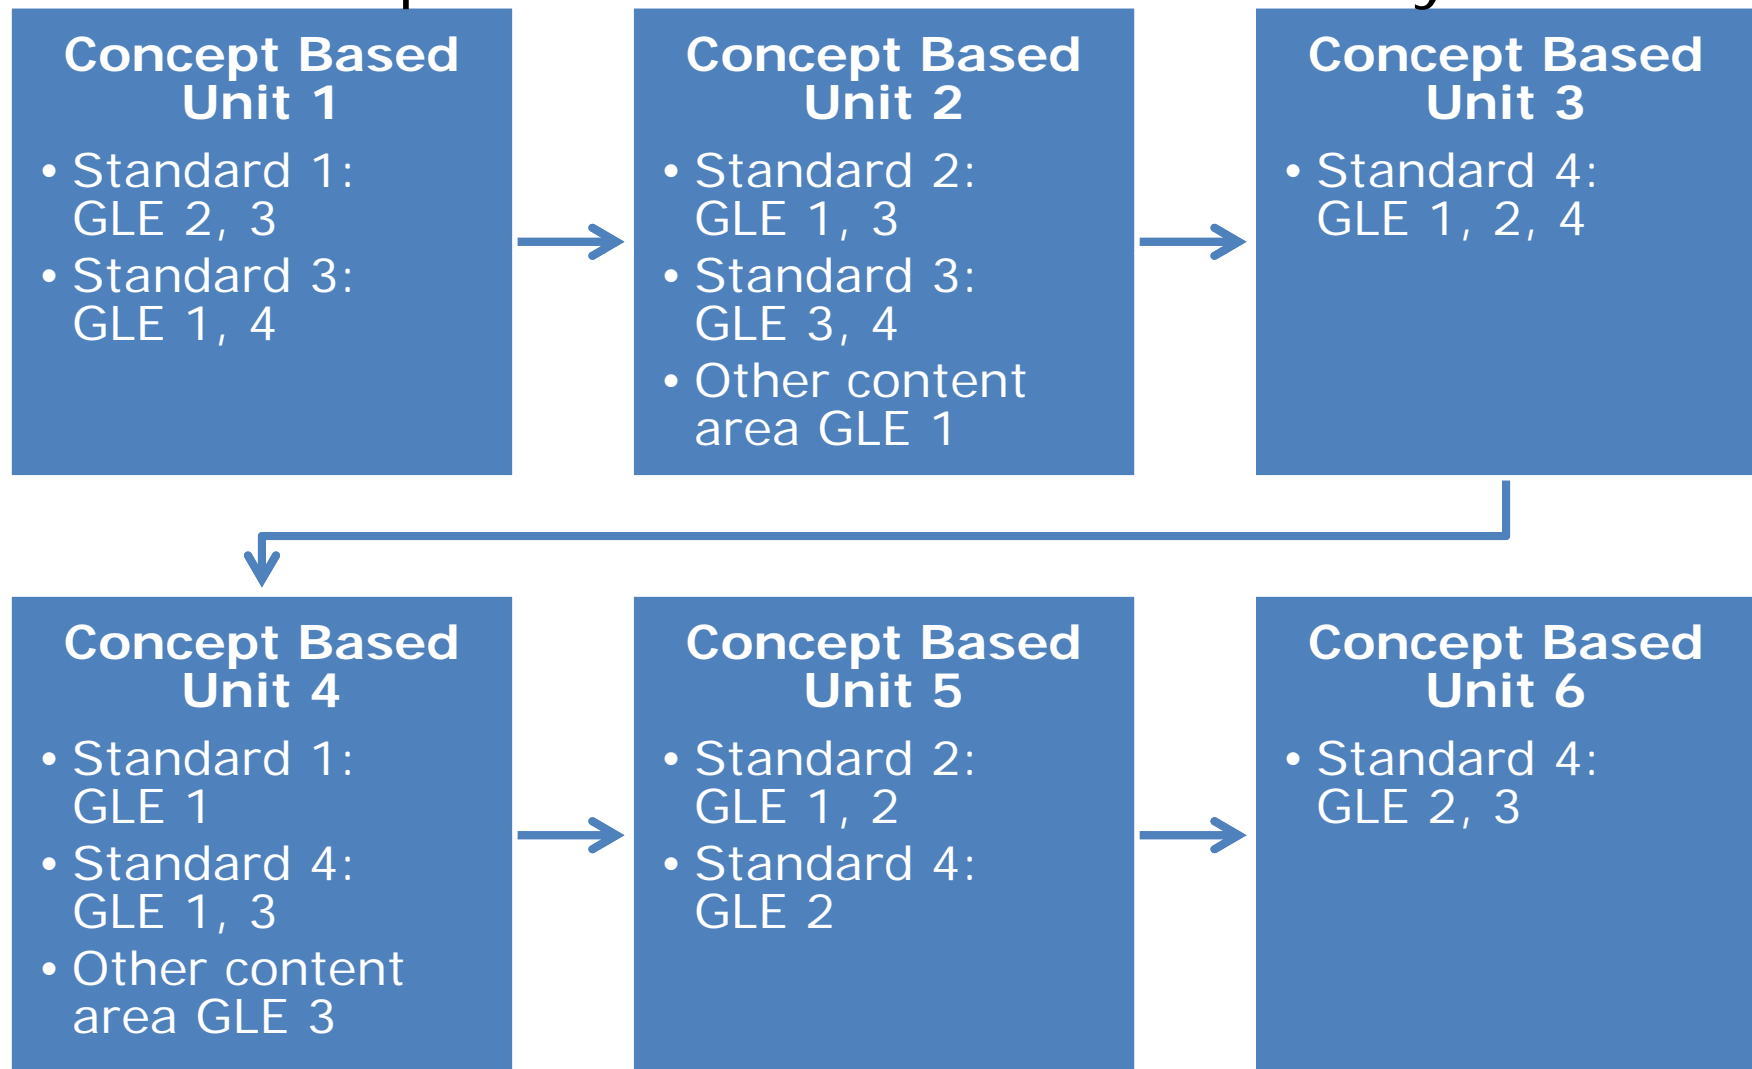 Concept Based
Unit 1
• Standard 1:
GLE 2, 3
• Standard 3:
GLE 1, 4
Concept Based
Unit 2
• Standard 2:
GLE 1, 3
• Standard 3:
GLE 3, 4
• Other content
area GLE 1
Concept Based
Unit 3
• Standard 4:
GLE 1, 2, 4
Concept Based
Unit 4
• Standard 1:
GLE 1
• Standard 4:
GLE 1, 3
• Other content
area GLE 3
Concept Based
Unit 5
• Standard 2:
GLE 1, 2
• Standard 4:
GLE 2
Concept Based
Unit 6
• Standard 4:
GLE 2, 3